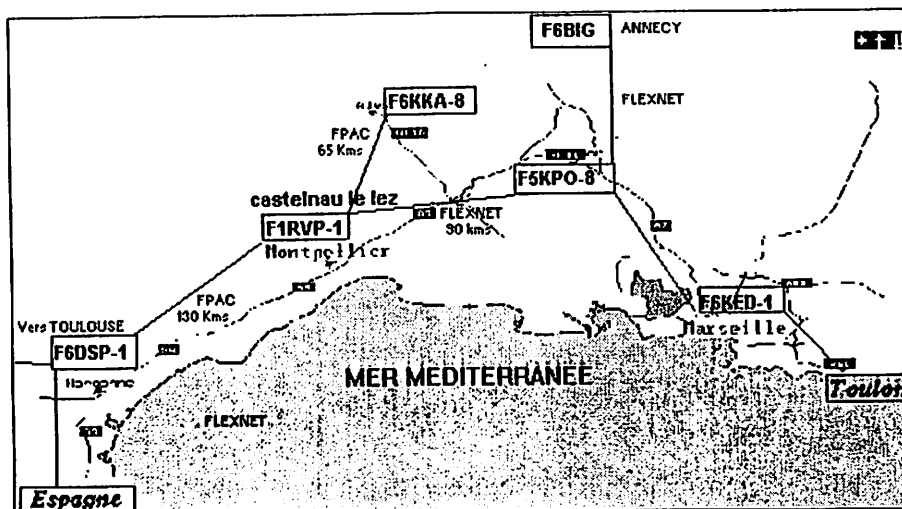 F6BIG
ANNECY
F6KKA-8
FLEXNET
FPAC
65 Kms
F5KPO-8
castelnau le lez
F1RVP-1
FLEXNET
90 kms
Montpellier
FPAC
130 Kms
F6KED-1
Marseille
Vers TOULOUSE
F6DSP-1
MER MEDITERRANEE
Toulon
FLEXNET
Espagne